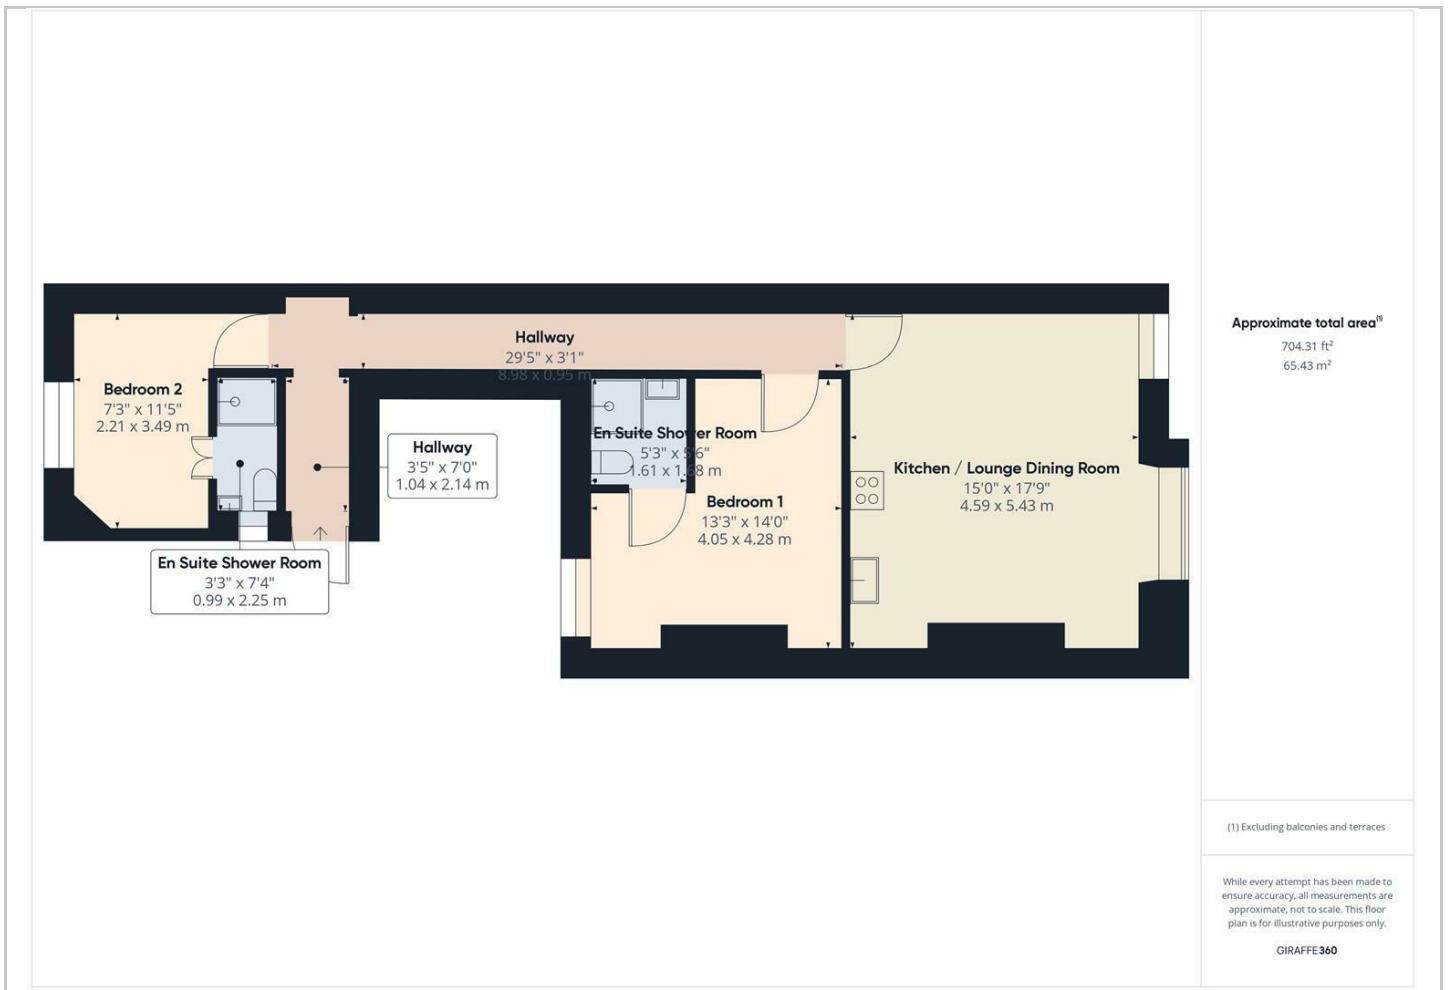 Hallway
29'5" x 3'1"
8.98 x 0.95 m
Bedroom 2
7'3" x 11'5"
2.21 x 3.49 m
Hallway
3'5" x 7'0"
1.04 x 2.14 m
En Suite Shower Room
3'3" x 7'4"
0.99 x 2.25 m
En Suite Shower Room
5'3" x 5'6"
1.61 x 1.68 m
Bedroom 1
13'3" x 14'0"
4.05 x 4.28 m
Kitchen / Lounge Dining Room
15'0" x 17'9"
4.59 x 5.43 m
Approximate total area(1)
704.31 ft²
65.43 m²
(1) Excluding balconies and terraces
While every attempt has been made to
ensure accuracy, all measurements are
approximate, not to scale. This floor
plan is for illustrative purposes only.
GIRAFFE360